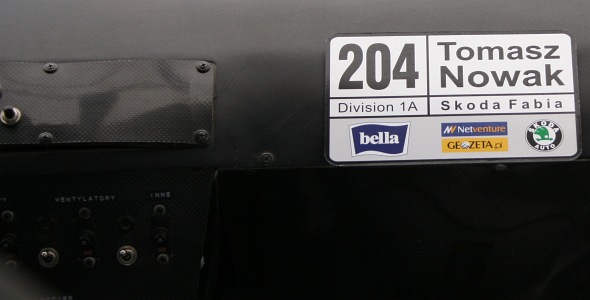 204
Tomasz
Nowak
Division 1A
Skoda Fabia
bella
Netventure
GEOZETA.pl
SKODA
AUTO
VENTYLATORY
INNE